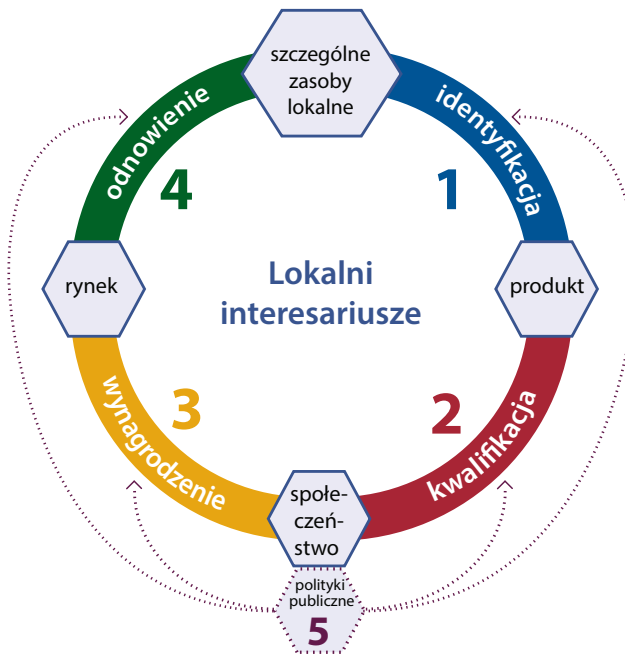 szczególne
zasoby
lokalne
identyfikacja
1
produkt
kwalifikacja
2
społe-
czeń-
stwo
wynagrodzenie
3
rynek
odnowienie
4
Lokalni
interesariusze
polityki
publiczne
5